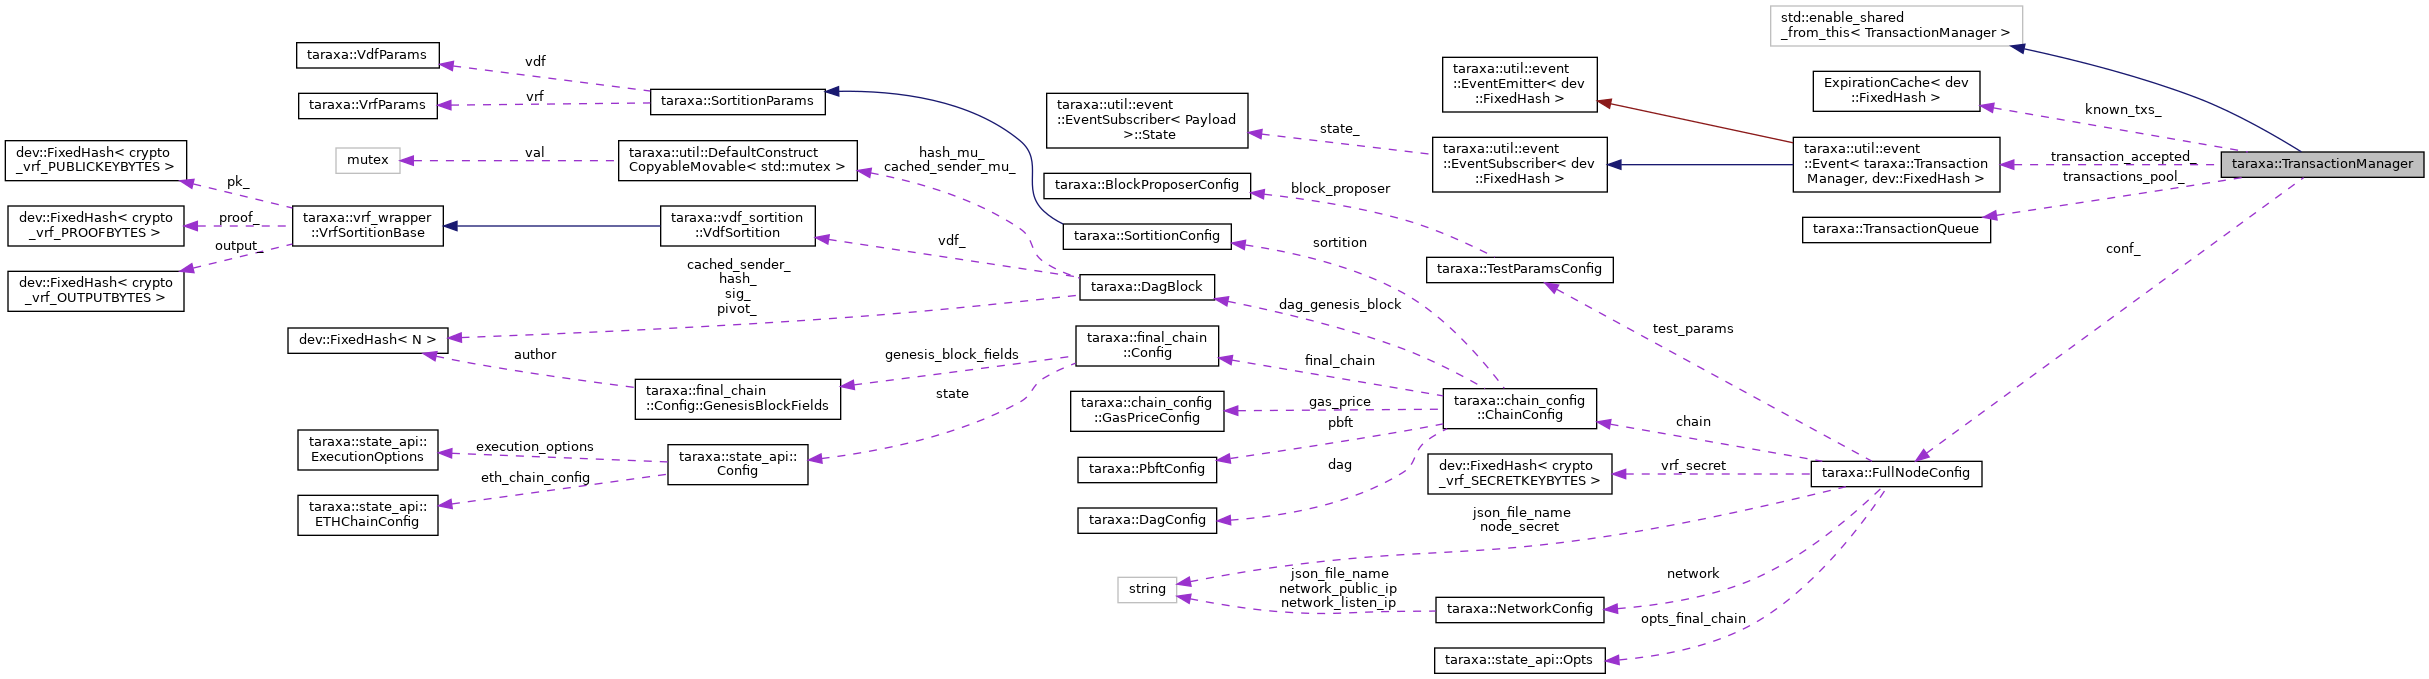 std::enable_shared
_from_this< TransactionManager >
taraxa::VdfParams
vdf
taraxa::util::event
::EventEmitter< dev
::FixedHash >
ExpirationCache< dev
::FixedHash >
known_txs_
taraxa::VrfParams
vrf
taraxa::SortitionParams
taraxa::util::event
::EventSubscriber< Payload
>::State
state_
taraxa::util::event
::EventSubscriber< dev
::FixedHash >
taraxa::util::event
::Event< taraxa::Transaction
Manager, dev::FixedHash >
transaction_accepted_
transactions_pool_
taraxa::TransactionManager
dev::FixedHash< crypto
_vrf_PUBLICKEYBYTES >
mutex
val
taraxa::util::DefaultConstruct
CopyableMovable< std::mutex >
hash_mu_
cached_sender_mu_
pk_
taraxa::BlockProposerConfig
block_proposer
dev::FixedHash< crypto
_vrf_PROOFBYTES >
proof_
output_
taraxa::vrf_wrapper
::VrfSortitionBase
taraxa::vdf_sortition
::VdfSortition
vdf_
taraxa::SortitionConfig
sortition
taraxa::TransactionQueue
conf_
dev::FixedHash< crypto
_vrf_OUTPUTBYTES >
cached_sender_
hash_
sig_
pivot_
taraxa::DagBlock
dag_genesis_block
taraxa::TestParamsConfig
test_params
dev::FixedHash< N >
author
genesis_block_fields
taraxa::final_chain
::Config
final_chain
taraxa::final_chain
::Config::GenesisBlockFields
state
taraxa::chain_config
::GasPriceConfig
gas_price
pbft
dag
taraxa::chain_config
::ChainConfig
chain
taraxa::state_api::
ExecutionOptions
execution_options
eth_chain_config
taraxa::state_api::
Config
taraxa::PbftConfig
dev::FixedHash< crypto
_vrf_SECRETKEYBYTES >
vrf_secret
taraxa::FullNodeConfig
taraxa::state_api::
ETHChainConfig
taraxa::DagConfig
json_file_name
node_secret
string
json_file_name
network_public_ip
network_listen_ip
taraxa::NetworkConfig
network
opts_final_chain
taraxa::state_api::Opts